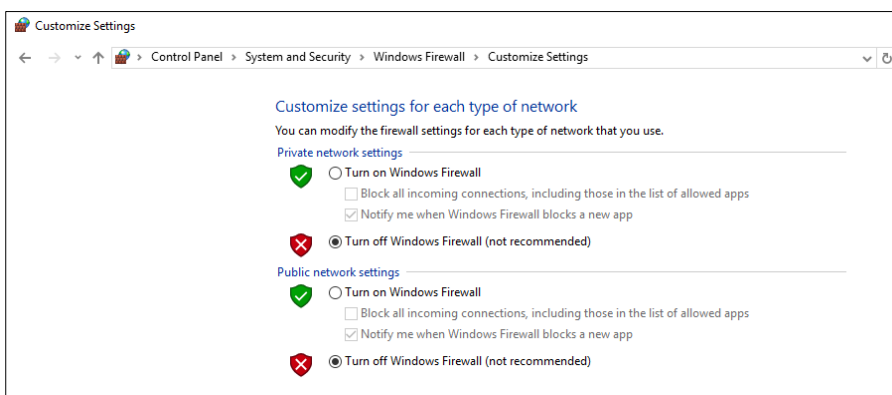 Customize Settings
Control Panel > System and Security > Windows Firewall > Customize Settings
Customize settings for each type of network
You can modify the firewall settings for each type of network that you use.
Private network settings
Turn on Windows Firewall
Block all incoming connections, including those in the list of allowed apps
Notify me when Windows Firewall blocks a new app
Turn off Windows Firewall (not recommended)
Public network settings
Turn on Windows Firewall
Block all incoming connections, including those in the list of allowed apps
Notify me when Windows Firewall blocks a new app
Turn off Windows Firewall (not recommended)